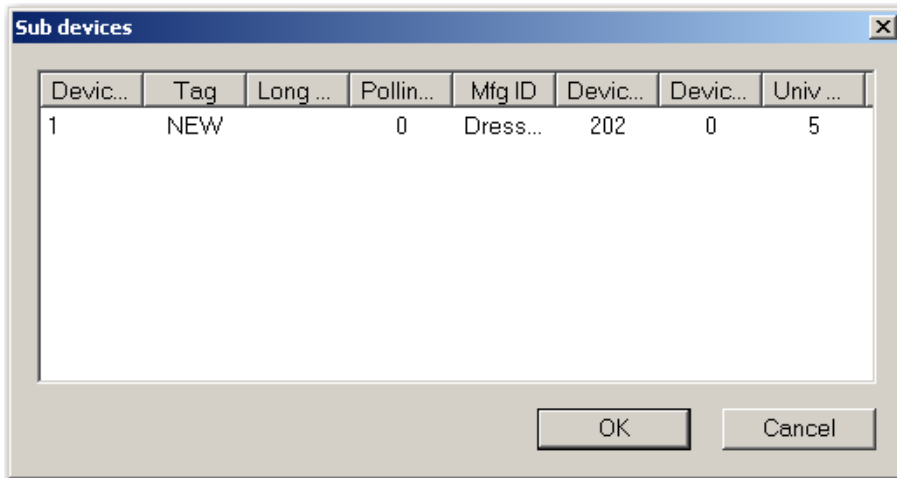 Sub devices
Devic... Tag Long ... Pollin... Mfg ID Devic... Devic... Univ ...
1 NEW 0 Dress... 202 0 5
OK Cancel